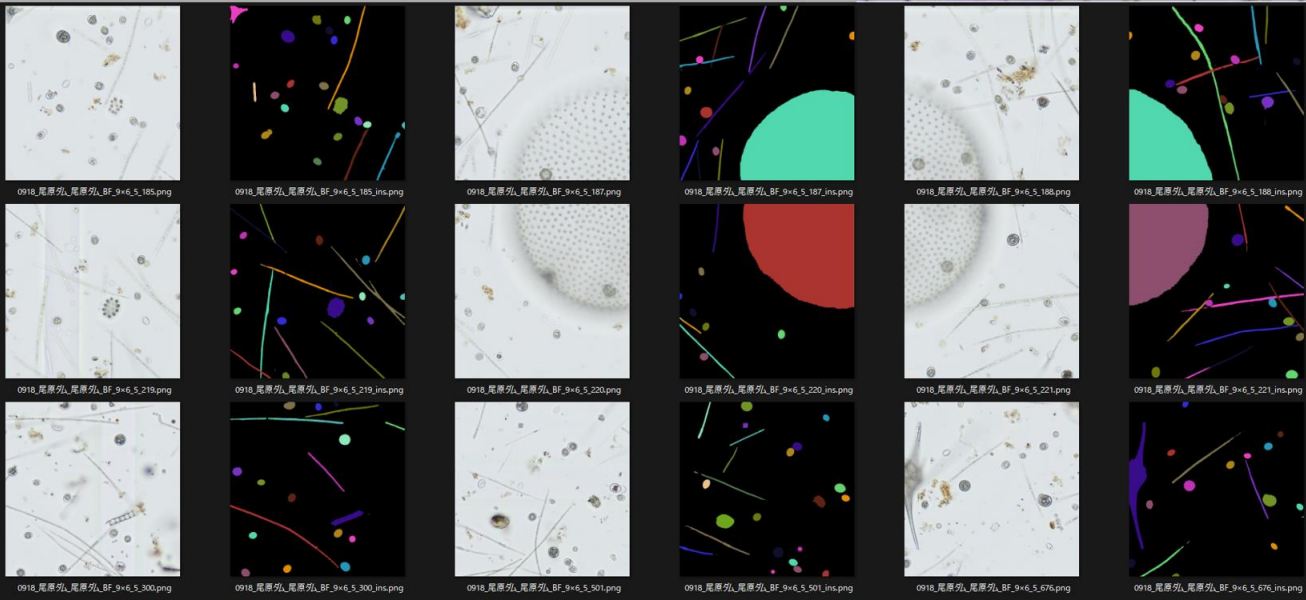 0918_尾原ダム_尾原ダム_BF_9×6_5_185.png
0918_尾原ダム_尾原ダム_BF_9×6_5_185_ins.png
0918_尾原ダム_尾原ダム_BF_9×6_5_187.png
0918_尾原ダム_尾原ダム_BF_9×6_5_187_ins.png
0918_尾原ダム_尾原ダム_BF_9×6_5_188.png
0918_尾原ダム_尾原ダム_BF_9×6_5_188_ins.png
0918_尾原ダム_尾原ダム_BF_9×6_5_219.png
0918_尾原ダム_尾原ダム_BF_9×6_5_219_ins.png
0918_尾原ダム_尾原ダム_BF_9×6_5_220.png
0918_尾原ダム_尾原ダム_BF_9×6_5_220_ins.png
0918_尾原ダム_尾原ダム_BF_9×6_5_221.png
0918_尾原ダム_尾原ダム_BF_9×6_5_221_ins.png
0918_尾原ダム_尾原ダム_BF_9×6_5_300.png
0918_尾原ダム_尾原ダム_BF_9×6_5_300_ins.png
0918_尾原ダム_尾原ダム_BF_9×6_5_501.png
0918_尾原ダム_尾原ダム_BF_9×6_5_501_ins.png
0918_尾原ダム_尾原ダム_BF_9×6_5_676.png
0918_尾原ダム_尾原ダム_BF_9×6_5_676_ins.png